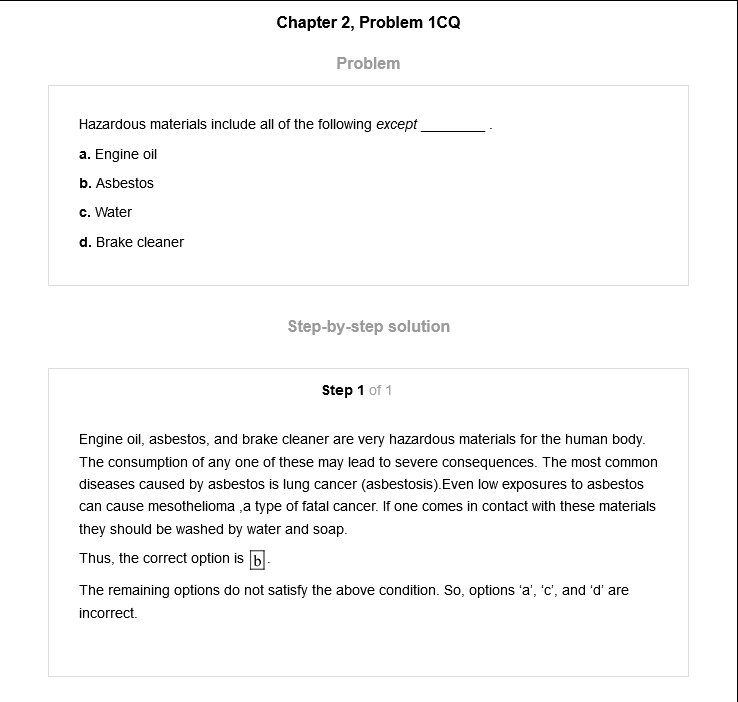 Chapter 2, Problem 1CQ
Problem
Hazardous materials include all of the following except ________ .
a. Engine oil
b. Asbestos
c. Water
d. Brake cleaner
Step-by-step solution
Step 1 of 1
Engine oil, asbestos, and brake cleaner are very hazardous materials for the human body.
The consumption of any one of these may lead to severe consequences. The most common
diseases caused by asbestos is lung cancer (asbestosis).Even low exposures to asbestos
can cause mesothelioma ,a type of fatal cancer. If one comes in contact with these materials
they should be washed by water and soap.
Thus, the correct option is b.
The remaining options do not satisfy the above condition. So, options ‘a’, ‘c’, and ‘d’ are
incorrect.